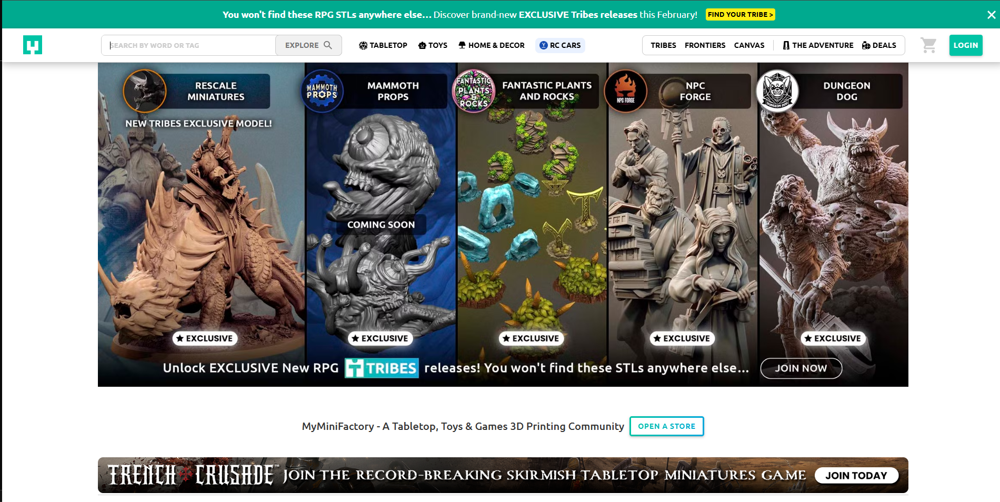 You won't find these RPG STLs anywhere else... Discover brand-new EXCLUSIVE Tribes releases this February! FIND YOUR TRIBE >
SEARCH BY WORD OR TAG EXPLORE TABLETOP TOYS HOME & DECOR RC CARS TRIBES FRONTIERS CANVAS THE ADVENTURE DEALS LOGIN
RESCALE
MINIATURES
NEW TRIBES EXCLUSIVE MODEL!
MAMMOTH
PROPS
MAMMOTH
PROPS
COMING SOON
FANTASTIC
PLANTS
&
ROCKS
FANTASTIC PLANTS
AND ROCKS
NPC FORGE
NPC
FORGE
DUNGEON DOG
DUNGEON
DOG
EXCLUSIVE EXCLUSIVE EXCLUSIVE EXCLUSIVE EXCLUSIVE
Unlock EXCLUSIVE New RPG TRIBES releases! You won't find these STLs anywhere else... JOIN NOW
MyMiniFactory - A Tabletop, Toys & Games 3D Printing Community OPEN A STORE
TRENCH CRUSADE™ JOIN THE RECORD-BREAKING SKIRMISH TABLETOP MINIATURES GAME JOIN TODAY